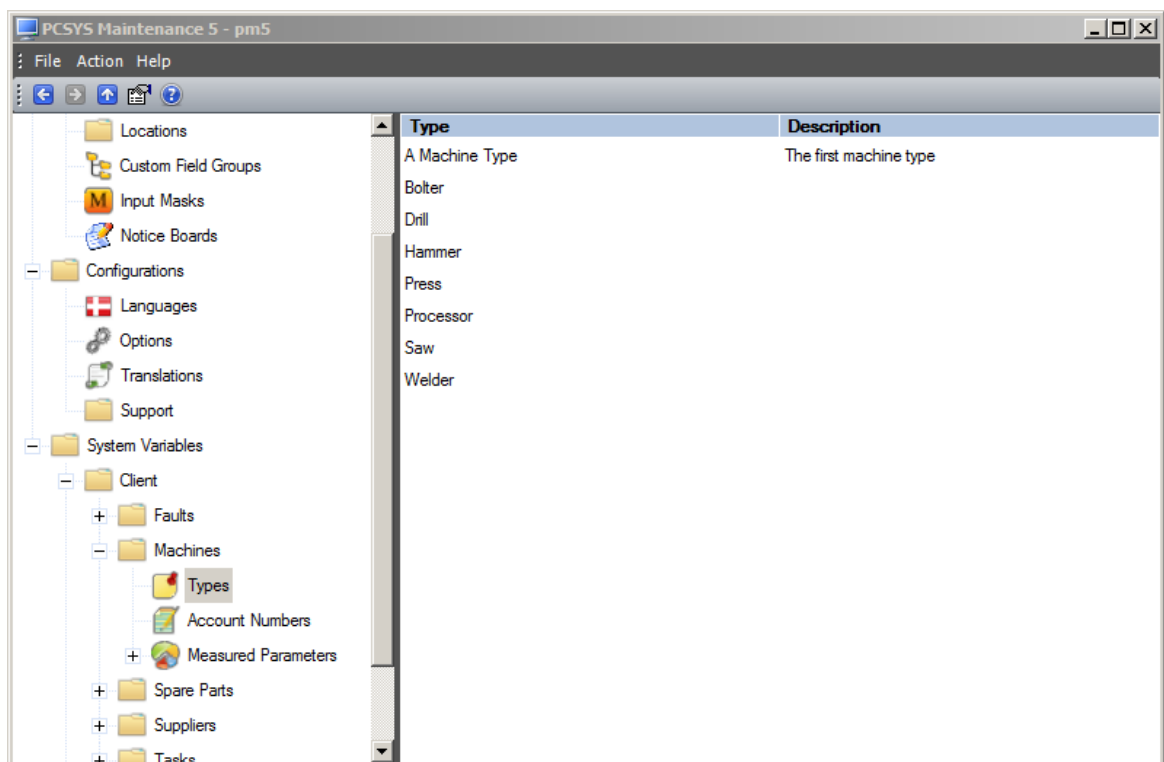 PCSYS Maintenance 5 - pm5
File Action Help
Locations
Custom Field Groups
M Input Masks
Notice Boards
Configurations
Languages
Options
Translations
Support
System Variables
Client
Faults
Machines
Types
Account Numbers
Measured Parameters
Spare Parts
Suppliers
Tasks
Type Description
A Machine Type The first machine type
Bolter
Drill
Hammer
Press
Processor
Saw
Welder